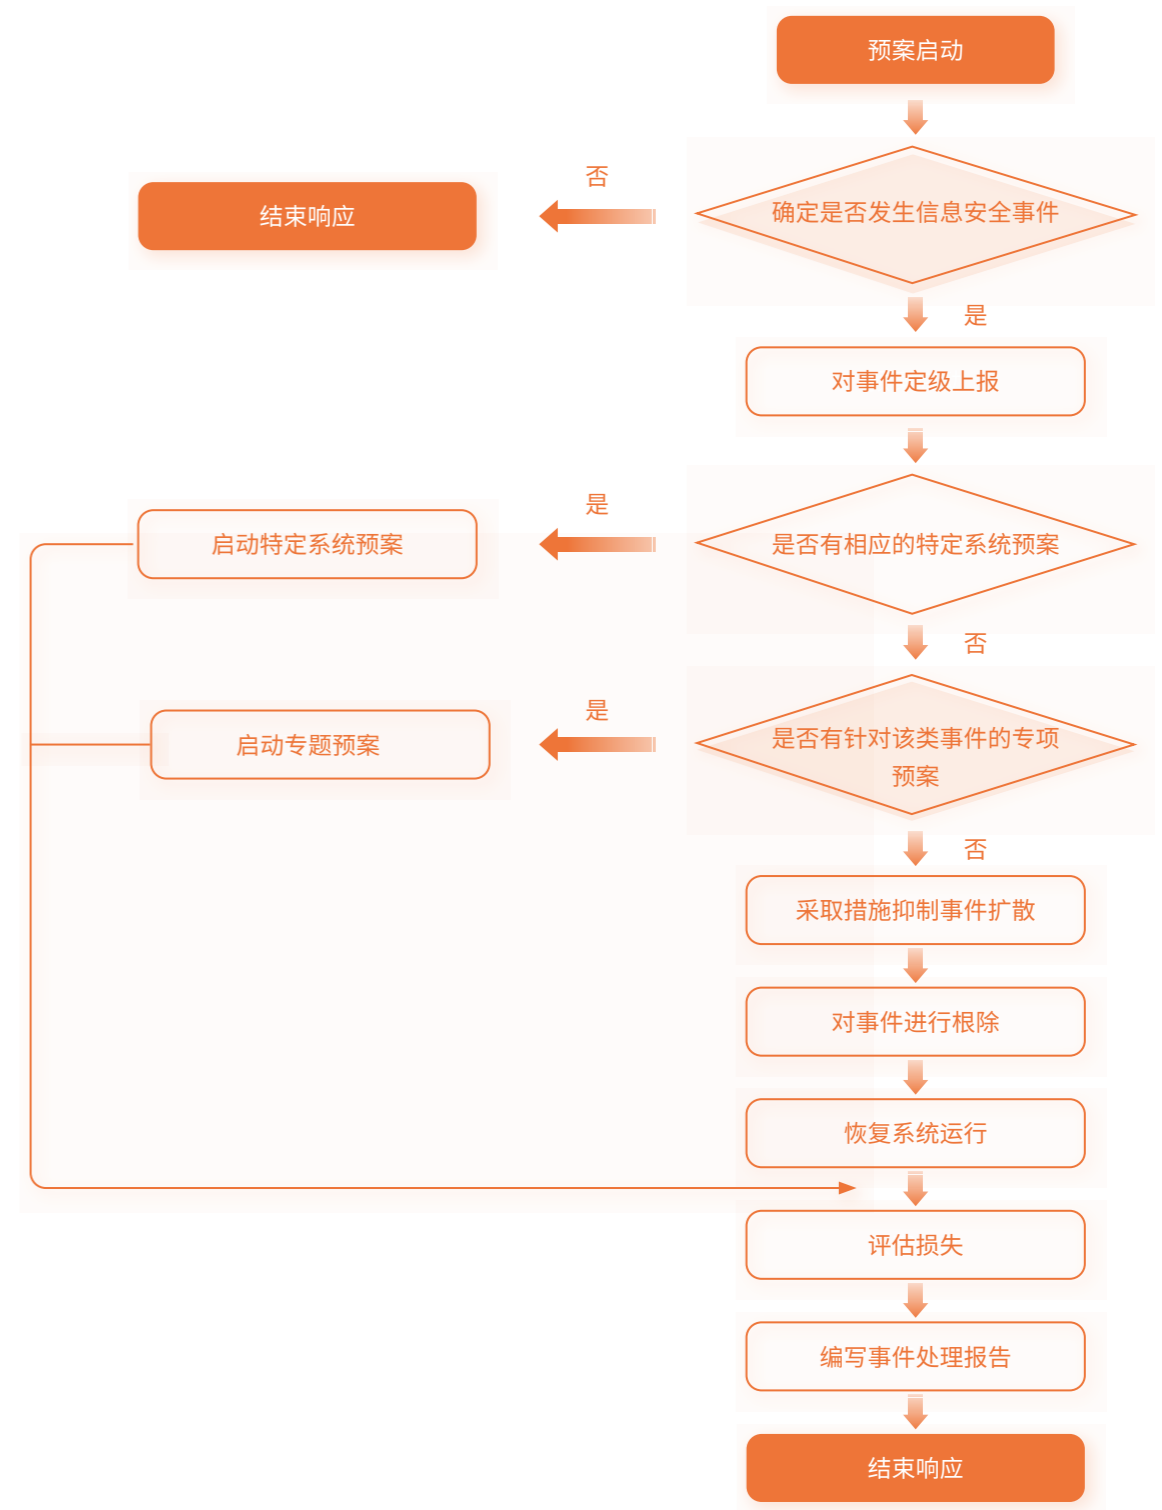 预案启动
否
结束响应
确定是否发生信息安全事件
是
对事件定级上报
是
启动特定系统预案
是否有相应的特定系统预案
否
是
启动专题预案
是否有针对该类事件的专项
预案
否
采取措施抑制事件扩散
对事件进行根除
恢复系统运行
评估损失
编写事件处理报告
结束响应